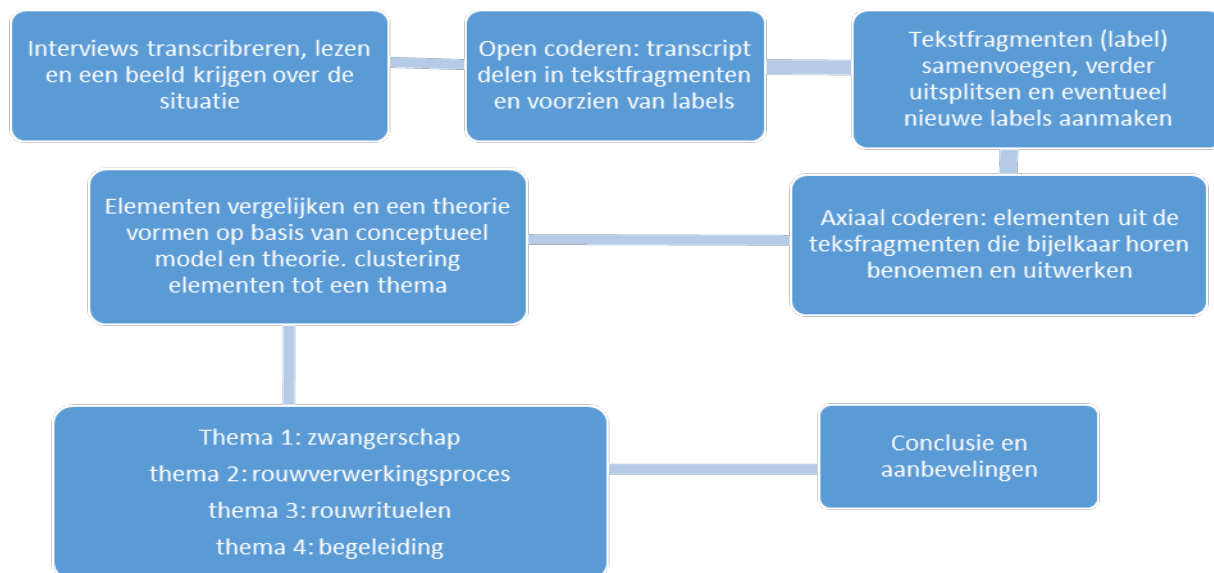 Interviews transcribreren, lezen
en een beeld krijgen over de
situatie
Open coderen: transcript
delen in tekstfragmenten
en voorzien van labels
Tekstfragmenten (label)
samenvoegen, verder
uitsplitsen en eventueel
nieuwe labels aanmaken
Axiaal coderen: elementen uit de
teksfragmenten die bijelkaar horen
benoemen en uitwerken
Elementen vergelijken en een theorie
vormen op basis van conceptueel
model en theorie. clustering
elementen tot een thema
Thema 1: zwangerschap
thema 2: rouwverwerkingsproces
thema 3: rouwrituelen
thema 4: begeleiding
Conclusie en
aanbevelingen